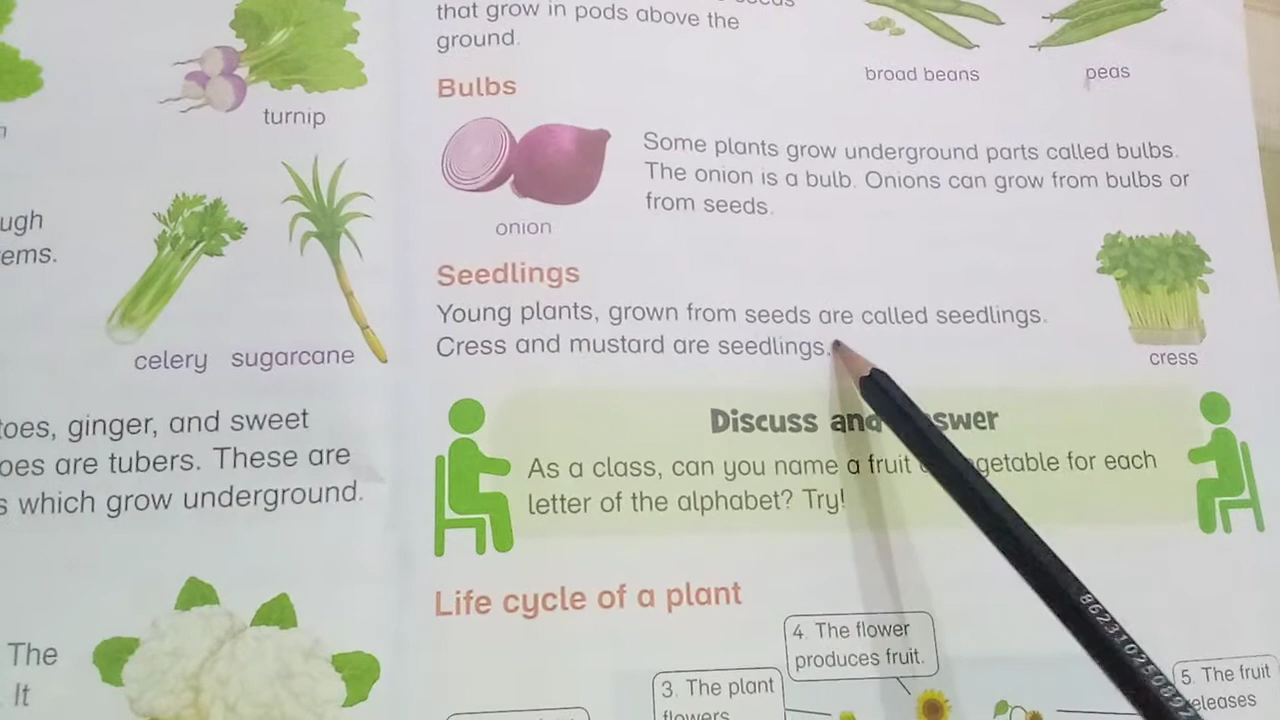 turnip
ugh
ems.
celery sugarcane
toes, ginger, and sweet
oes are tubers. These are
s which grow underground.
The
It
that grow in pods above the
ground.
broad beans
peas
Bulbs
Some plants grow underground parts called bulbs.
The onion is a bulb. Onions can grow from bulbs or
from seeds.
onion
Seedlings
Young plants, grown from seeds are called seedlings.
Cress and mustard are seedlings.
cress
Discuss and swer
As a class, can you name a fruit getable for each
letter of the alphabet? Try!
Life cycle of a plant
4. The flower
produces fruit.
3. The plant
flowers
5. The fruit
eleases